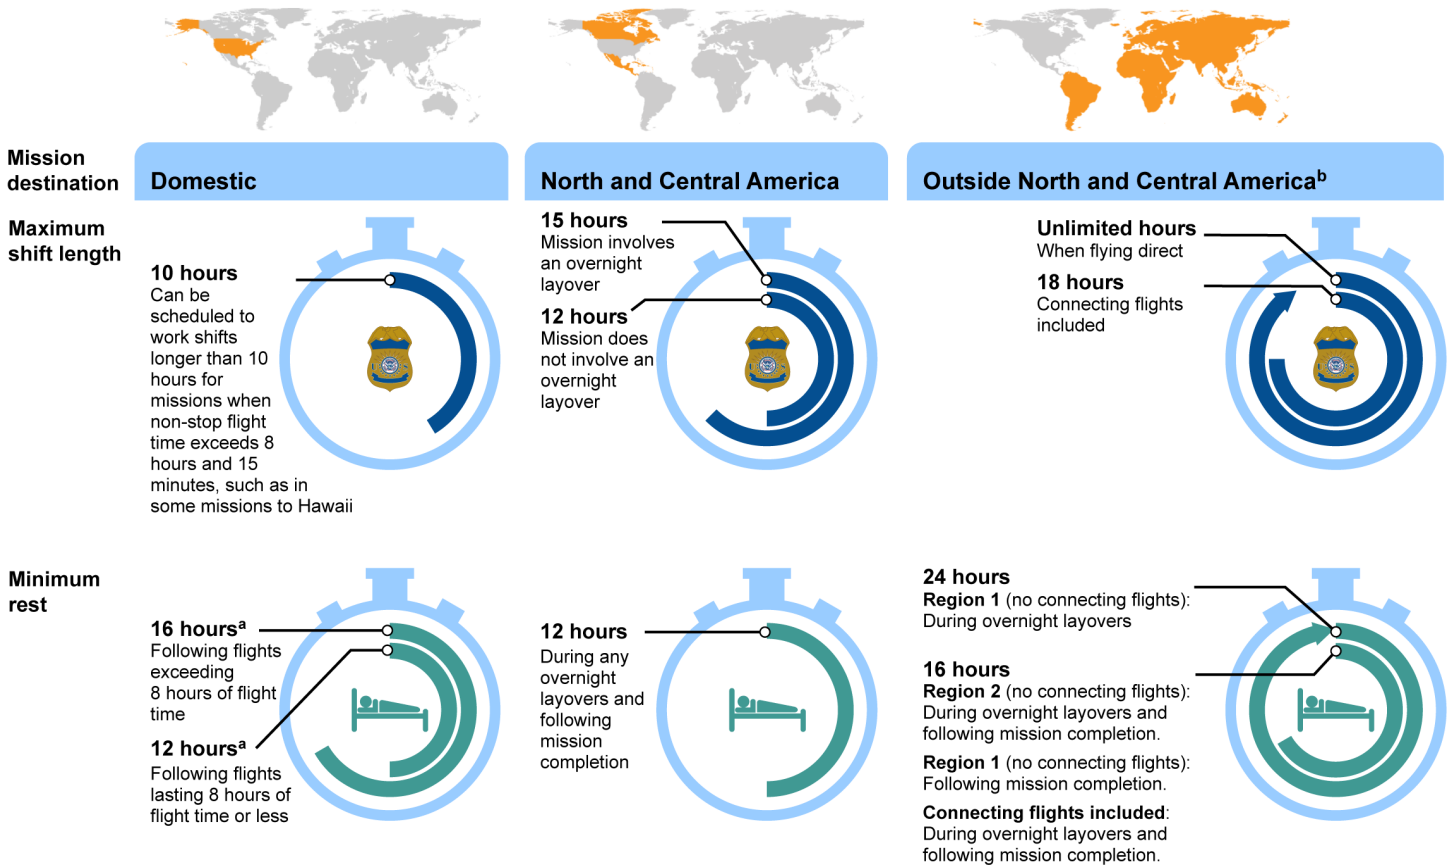 Mission
destination
Domestic
North and Central America
Outside North and Central Americaᵇ
Maximum
shift length
10 hours
Can be
scheduled to
work shifts
longer than 10
hours for
missions when
non-stop flight
time exceeds 8
hours and 15
minutes, such as in
some missions to Hawaii
15 hours
Mission involves
an overnight
layover
12 hours
Mission does
not involve an
overnight
layover
Unlimited hours
When flying direct
18 hours
Connecting flights
included
Minimum
rest
16 hoursᵃ
Following flights
exceeding
8 hours of flight
time
12 hoursᵃ
Following flights
lasting 8 hours of
flight time or less
12 hours
During any
overnight
layovers and
following
mission
completion
24 hours
Region 1 (no connecting flights):
During overnight layovers
16 hours
Region 2 (no connecting flights):
During overnight layovers and
following mission completion.
Region 1 (no connecting flights):
Following mission completion.
Connecting flights included:
During overnight layovers and
following mission completion.